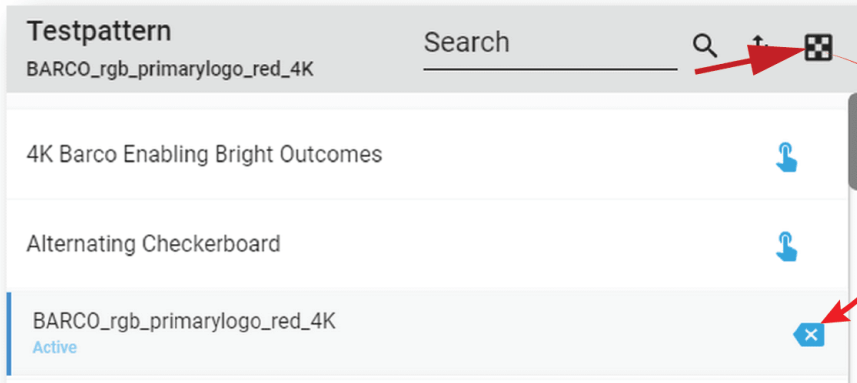 Testpattern
Search
BARCO_rgb_primarylogo_red_4K
4K Barco Enabling Bright Outcomes
Alternating Checkerboard
BARCO_rgb_primarylogo_red_4K
Active